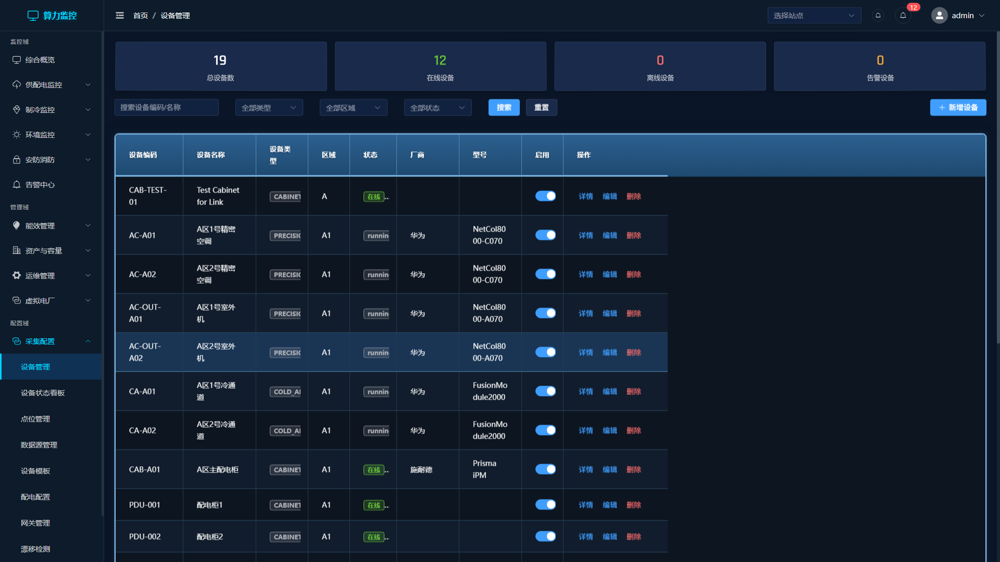 算力监控
首页 / 设备管理
选择站点
12
admin
监控域
综合概览
供配电监控
制冷监控
环境监控
安防消防
告警中心
管理域
能效管理
资产与容量
运维管理
虚拟电厂
配置域
采集配置
设备管理
设备状态看板
点位管理
数据源管理
设备模板
配电配置
网关管理
漂移检测
19
总设备数
12
在线设备
0
离线设备
0
告警设备
搜索设备编码/名称
全部类型
全部区域
全部状态
搜索
重置
新增设备
设备编码
设备名称
设备类
型
区域
状态
厂商
型号
启用
操作
CAB-TEST-
01
Test Cabinet
for Link
CABINET
A
在线...
详情 编辑 删除
AC-A01
A区1号精密
空调
PRECISIO
A1
runnin
华为
NetCol80
00-C070
详情 编辑 删除
AC-A02
A区2号精密
空调
PRECISIO
A1
runnin
华为
NetCol80
00-C070
详情 编辑 删除
AC-OUT-
A01
A区1号室外
机
PRECISIO
A1
runnin
华为
NetCol80
00-A070
详情 编辑 删除
AC-OUT-
A02
A区2号室外
机
PRECISIO
A1
runnin
华为
NetCol80
00-A070
详情 编辑 删除
CA-A01
A区1号冷通
道
COLD_AI
A1
runnin
华为
FusionMo
dule2000
详情 编辑 删除
CA-A02
A区2号冷通
道
COLD_AI
A1
runnin
华为
FusionMo
dule2000
详情 编辑 删除
CAB-A01
A区主配电柜
CABINET
A1
在线...
施耐德
Prisma
iPM
详情 编辑 删除
PDU-001
配电柜1
CABINET
A1
在线...
详情 编辑 删除
PDU-002
配电柜2
CABINET
A1
在线...
详情 编辑 删除